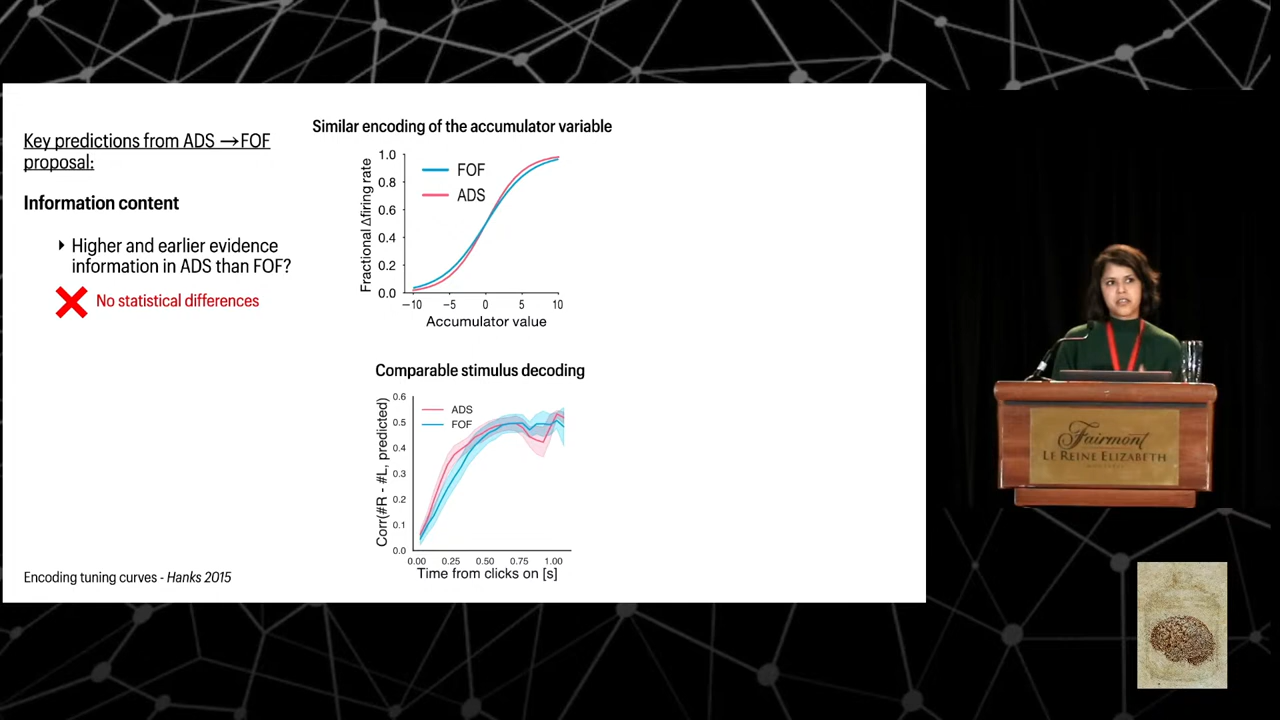 Key predictions from ADS →FOF
proposal:
Information content
Higher and earlier evidence
information in ADS than FOF?
No statistical differences
Encoding tuning curves - Hanks 2015
Similar encoding of the accumulator variable
Fractional Δfiring rate
1.0
0.8
0.6
0.4
0.2
0.0
FOF
ADS
−10
−5
0
5
10
Accumulator value
Comparable stimulus decoding
Corr(#R - #L, predicted)
0.6
0.5
0.4
0.3
0.2
0.1
0.0
ADS
FOF
0.00
0.25
0.50
0.75
1.00
Time from clicks on [s]
Fairmont
LE REINE ELIZABETH